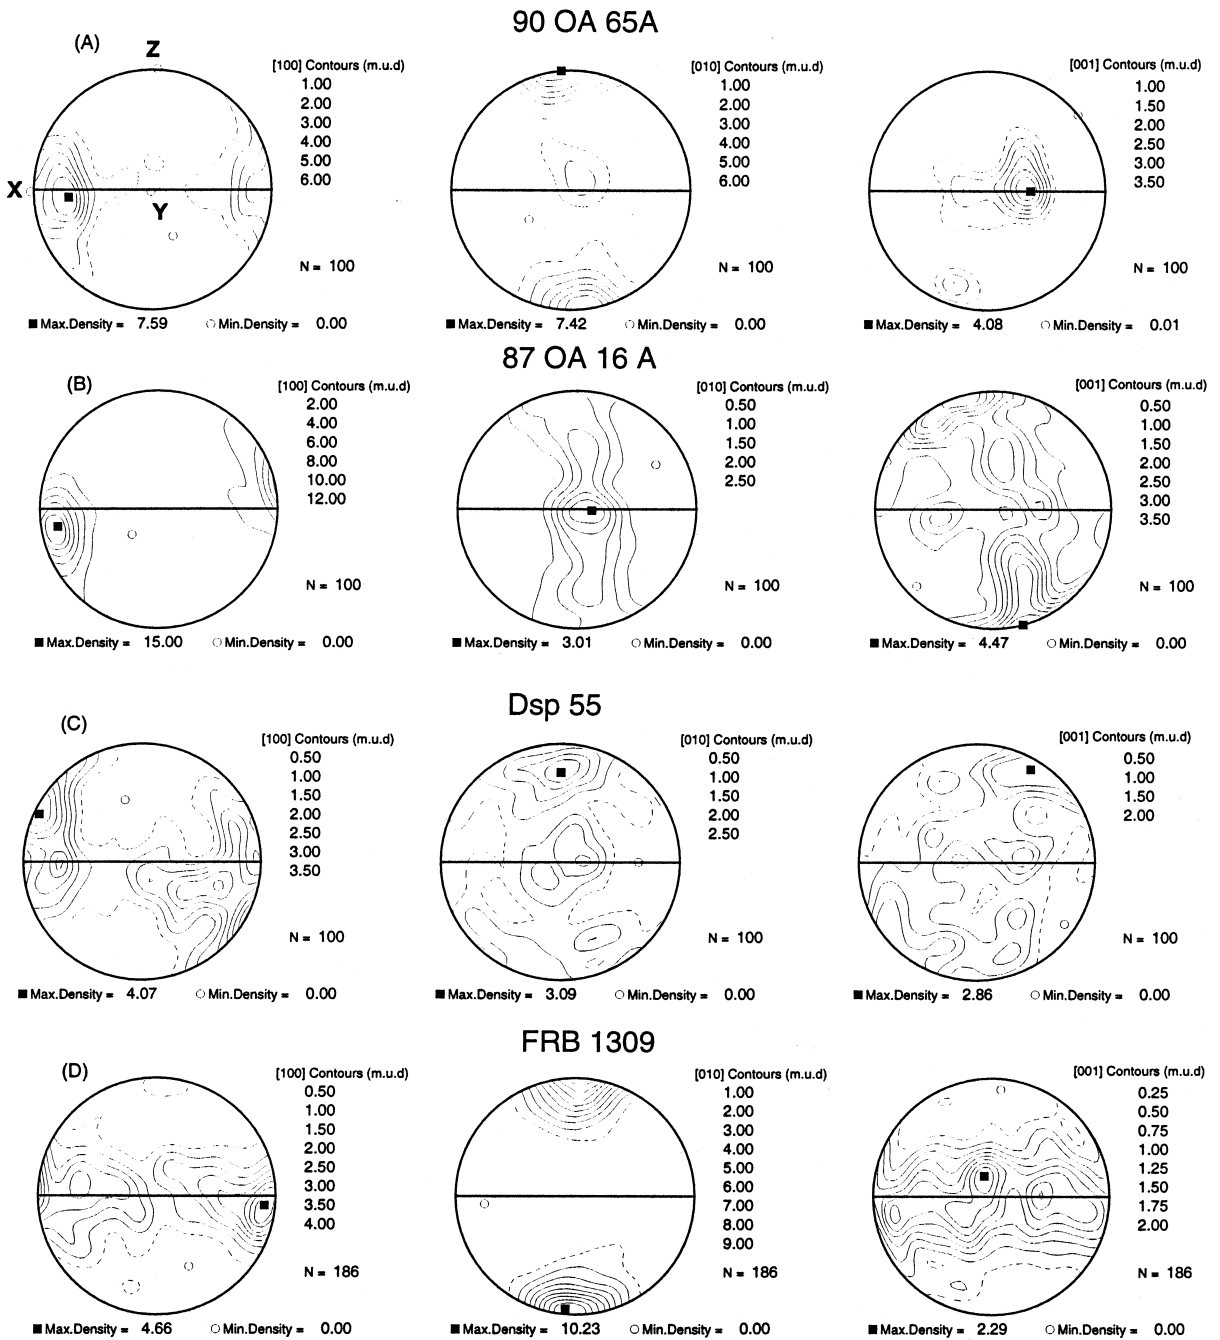 90 OA 65A
(A)
Z
X
Y
[100] Contours (m.u.d)
1.00
2.00
3.00
4.00
5.00
6.00
N = 100
Max.Density = 7.59 Min.Density = 0.00
[010] Contours (m.u.d)
1.00
2.00
3.00
4.00
5.00
6.00
N = 100
Max.Density = 7.42 Min.Density = 0.00
[001] Contours (m.u.d)
1.00
1.50
2.00
2.50
3.00
3.50
N = 100
Max.Density = 4.08 Min.Density = 0.01
87 OA 16 A
(B)
[100] Contours (m.u.d)
2.00
4.00
6.00
8.00
10.00
12.00
N = 100
Max.Density = 15.00 Min.Density = 0.00
[010] Contours (m.u.d)
0.50
1.00
1.50
2.00
2.50
N = 100
Max.Density = 3.01 Min.Density = 0.00
[001] Contours (m.u.d)
0.50
1.00
1.50
2.00
2.50
3.00
3.50
N = 100
Max.Density = 4.47 Min.Density = 0.00
Dsp 55
(C)
[100] Contours (m.u.d)
0.50
1.00
1.50
2.00
2.50
3.00
3.50
N = 100
Max.Density = 4.07 Min.Density = 0.00
[010] Contours (m.u.d)
0.50
1.00
1.50
2.00
2.50
N = 100
Max.Density = 3.09 Min.Density = 0.00
[001] Contours (m.u.d)
0.50
1.00
1.50
2.00
N = 100
Max.Density = 2.86 Min.Density = 0.00
FRB 1309
(D)
[100] Contours (m.u.d)
0.50
1.00
1.50
2.00
2.50
3.00
3.50
4.00
N = 186
Max.Density = 4.66 Min.Density = 0.00
[010] Contours (m.u.d)
1.00
2.00
3.00
4.00
5.00
6.00
7.00
8.00
9.00
N = 186
Max.Density = 10.23 Min.Density = 0.00
[001] Contours (m.u.d)
0.25
0.50
0.75
1.00
1.25
1.50
1.75
2.00
N = 186
Max.Density = 2.29 Min.Density = 0.00